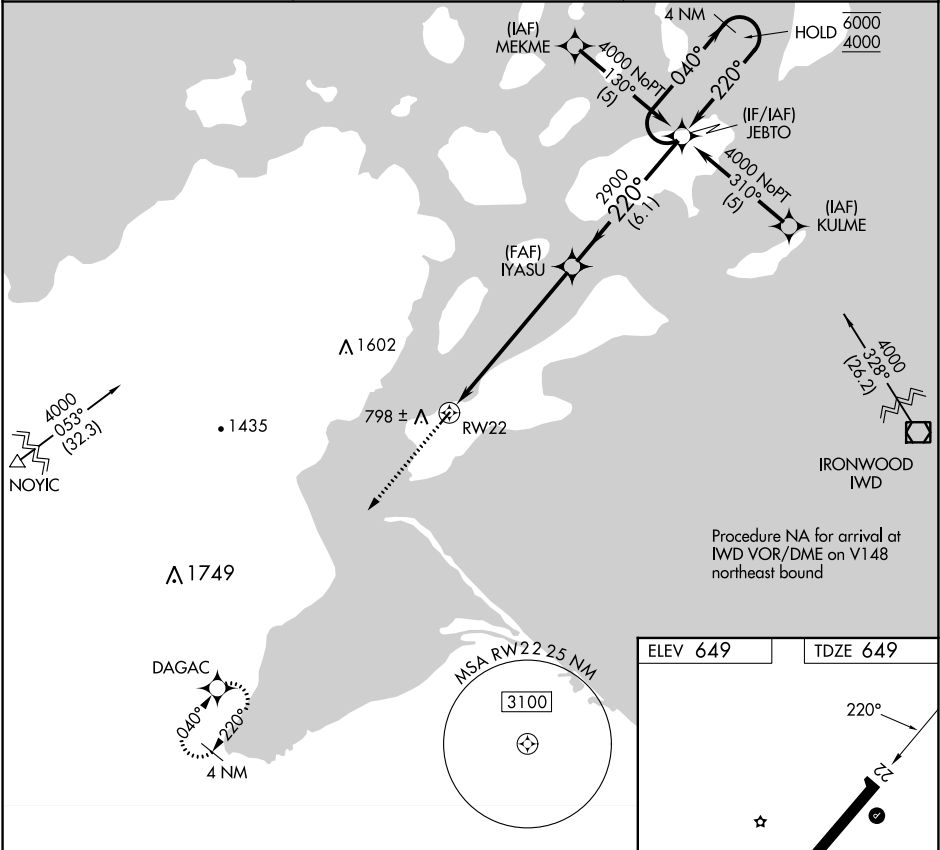 (IAF)
MEKME
4000 NoPT
130°
(5)
4 NM
HOLD
6000
4000
040°
220°
(IF/IAF)
JEBTO
4000 NoPT
310°
(5)
(IAF)
KULME
2900
220°
(6.1)
(FAF)
IYASU
1602
798 ±
RW22
1435
4000
053°
(32.3)
NOYIC
4000
328°
(26.2)
IRONWOOD
IWD
Procedure NA for arrival at
IWD VOR/DME on V148
northeast bound
1749
DAGAC
040°
220°
4 NM
MSA RW22 25 NM
3100
ELEV 649
TDZE 649
220°
22
P